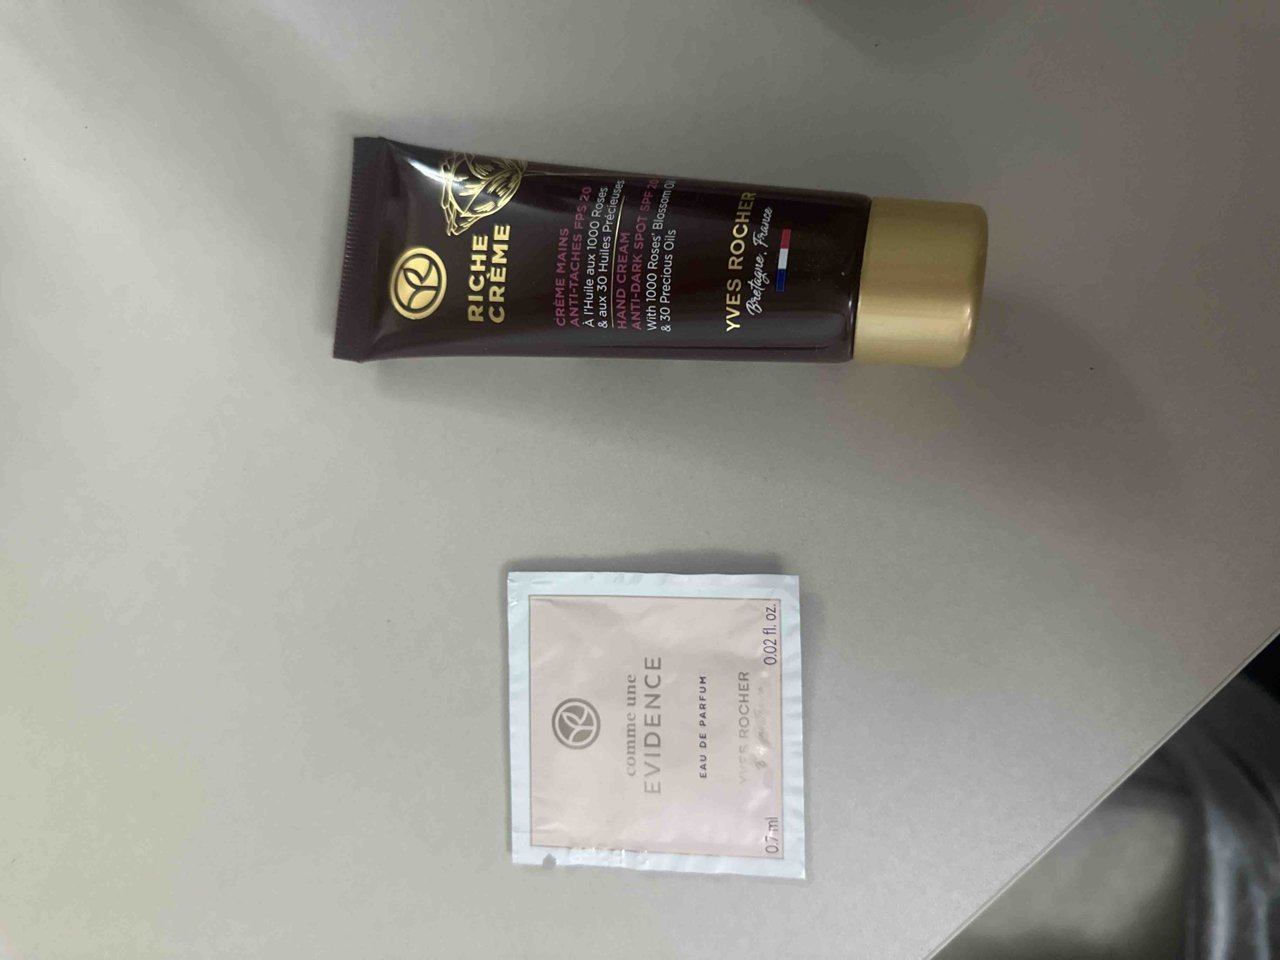 RICHE
CRÈME
CRÈME MAINS
ANTI-TACHES FPS 20
À l'Huile aux 1000 Roses
& aux 30 Huiles Précieuses
HAND CREAM
ANTI-DARK SPOT SPF 20
With 1000 Roses' Blossom Oil
& 30 Precious Oils
YVES ROCHER
Bretagne, France
comme une
EVIDENCE
EAU DE PARFUM
YVES ROCHER
0.7 ml 0.02 fl. oz.